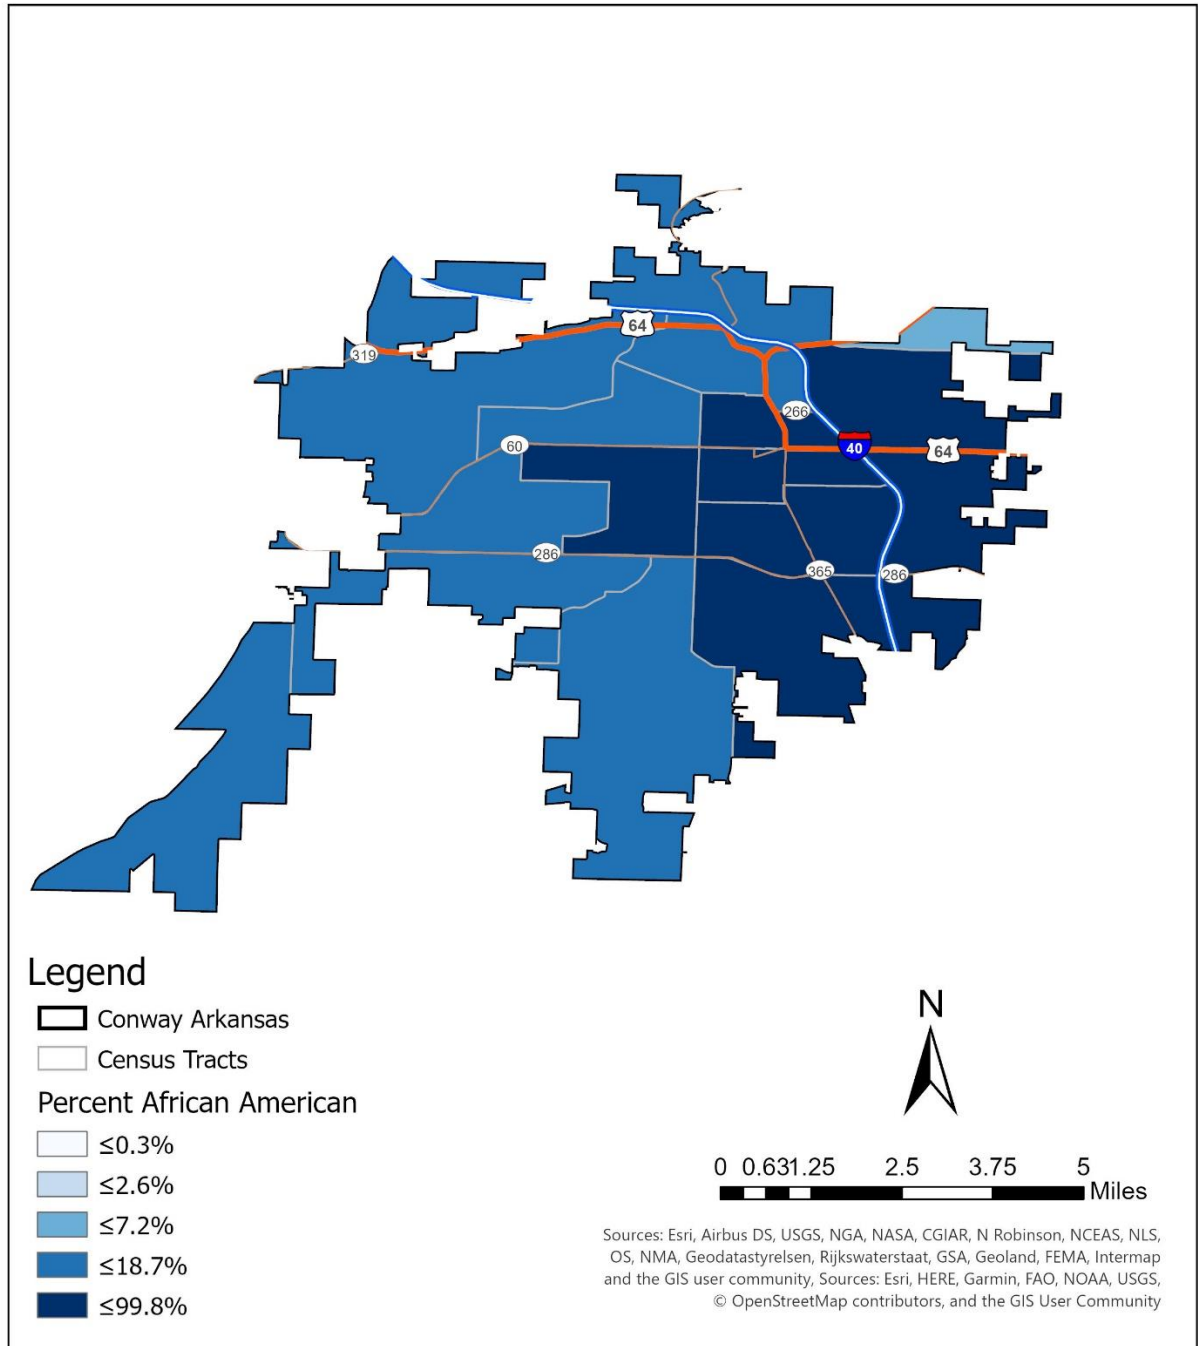 64
319
266
60
40
64
286
365
286
Legend
Conway Arkansas
Census Tracts
Percent African American
≤0.3%
≤2.6%
≤7.2%
≤18.7%
≤99.8%
N
0 0.631.25 2.5 3.75 5
Miles
Sources: Esri, Airbus DS, USGS, NGA, NASA, CGIAR, N Robinson, NCEAS, NLS,
OS, NMA, Geodatastyrelsen, Rijkswaterstaat, GSA, Geoland, FEMA, Intermap
and the GIS user community, Sources: Esri, HERE, Garmin, FAO, NOAA, USGS,
© OpenStreetMap contributors, and the GIS User Community